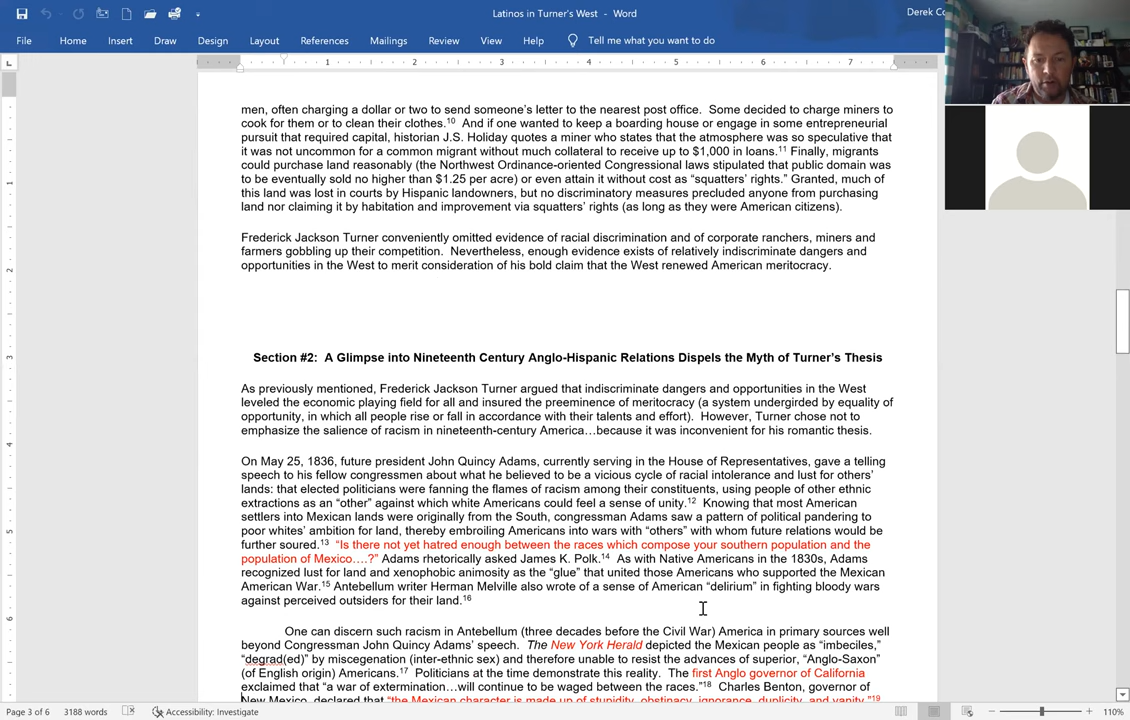 Latinos in Turner's West - Word
Derek Co
File Home Insert Draw Design Layout References Mailings Review View Help Tell me what you want to do
1 2 3 4 5 6 7
men, often charging a dollar or two to send someone's letter to the nearest post office. Some decided to charge miners to
cook for them or to clean their clothes.10 And if one wanted to keep a boarding house or engage in some entrepreneurial
pursuit that required capital, historian J.S. Holiday quotes a miner who states that the atmosphere was so speculative that
it was not uncommon for a common migrant without much collateral to receive up to $1,000 in loans.11 Finally, migrants
could purchase land reasonably (the Northwest Ordinance-oriented Congressional laws stipulated that public domain was
to be eventually sold no higher than $1.25 per acre) or even attain it without cost as “squatters’ rights.” Granted, much of
this land was lost in courts by Hispanic landowners, but no discriminatory measures precluded anyone from purchasing
land nor claiming it by habitation and improvement via squatters’ rights (as long as they were American citizens).
Frederick Jackson Turner conveniently omitted evidence of racial discrimination and of corporate ranchers, miners and
farmers gobbling up their competition. Nevertheless, enough evidence exists of relatively indiscriminate dangers and
opportunities in the West to merit consideration of his bold claim that the West renewed American meritocracy.
Section #2: A Glimpse into Nineteenth Century Anglo-Hispanic Relations Dispels the Myth of Turner’s Thesis
As previously mentioned, Frederick Jackson Turner argued that indiscriminate dangers and opportunities in the West
leveled the economic playing field for all and insured the preeminence of meritocracy (a system undergirded by equality of
opportunity, in which all people rise or fall in accordance with their talents and effort). However, Turner chose not to
emphasize the salience of racism in nineteenth-century America…because it was inconvenient for his romantic thesis.
On May 25, 1836, future president John Quincy Adams, currently serving in the House of Representatives, gave a telling
speech to his fellow congressmen about what he believed to be a vicious cycle of racial intolerance and lust for others’
lands: that elected politicians were fanning the flames of racism among their constituents, using people of other ethnic
extractions as an “other” against which white Americans could feel a sense of unity.12 Knowing that most American
settlers into Mexican lands were originally from the South, congressman Adams saw a pattern of political pandering to
poor whites’ ambition for land, thereby embroiling Americans into wars with “others” with whom future relations would be
further soured.13 “Is there not yet hatred enough between the races which compose your southern population and the
population of Mexico….?” Adams rhetorically asked James K. Polk.14 As with Native Americans in the 1830s, Adams
recognized lust for land and xenophobic animosity as the “glue” that united those Americans who supported the Mexican
American War.15 Antebellum writer Herman Melville also wrote of a sense of American “delirium” in fighting bloody wars
against perceived outsiders for their land.16
One can discern such racism in Antebellum (three decades before the Civil War) America in primary sources well
beyond Congressman John Quincy Adams’ speech. The New York Herald depicted the Mexican people as “imbeciles,”
“degrad(ed)” by miscegenation (inter-ethnic sex) and therefore unable to resist the advances of superior, “Anglo-Saxon”
(of English origin) Americans.17 Politicians at the time demonstrate this reality. The first Anglo governor of California
exclaimed that “a war of extermination…will continue to be waged between the races.”18 Charles Benton, governor of
New Mexico, declared that “the Mexican character is made up of stupidity, obstinacy, ignorance, duplicity, and vanity.”19
1
2
3
4
5
6
Page 3 of 6 3188 words Accessibility: Investigate 110%